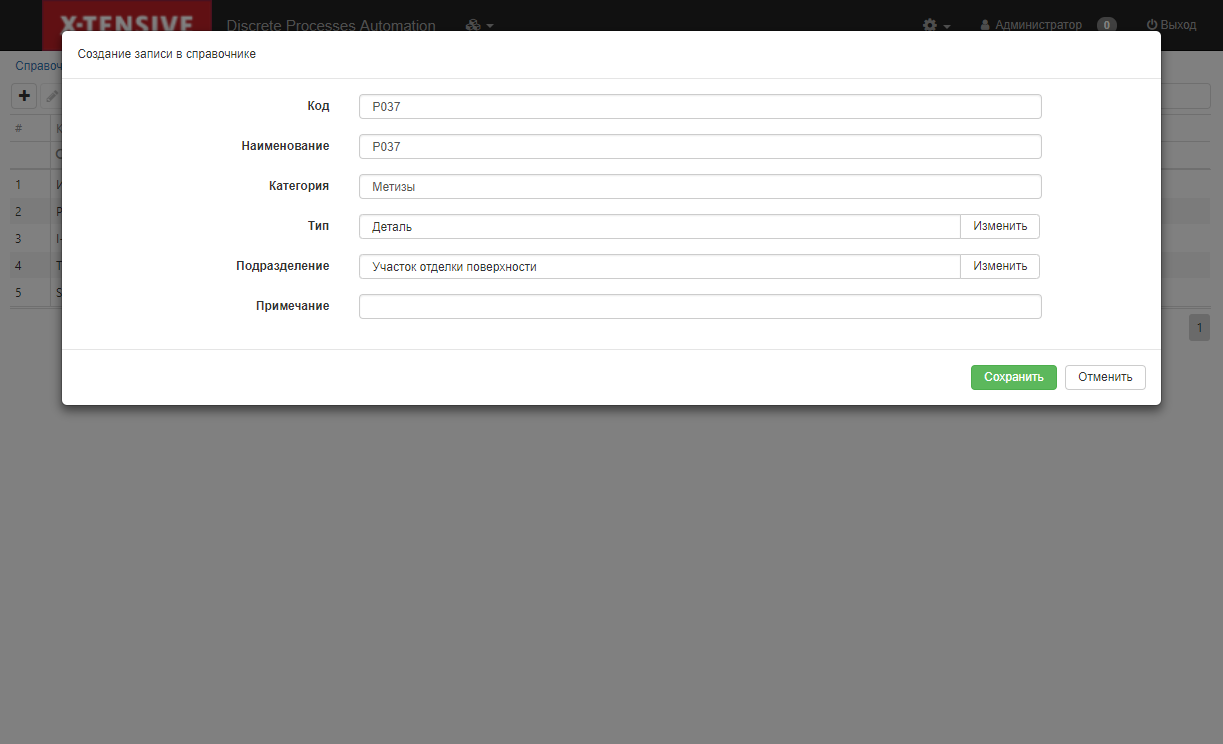 X-TENSIVE Discrete Processes Automation Администратор 0 Выход
Создание записи в справочнике
#
1
2
3
4
5
Код P037
Наименование P037
Категория Метизы
Тип Деталь Изменить
Подразделение Участок отделки поверхности Изменить
Примечание
1
Сохранить Отменить